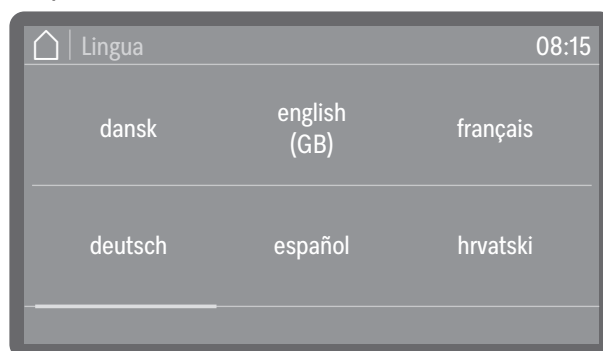 Lingua
08:15
dansk
english
(GB)
français
deutsch
español
hrvatski